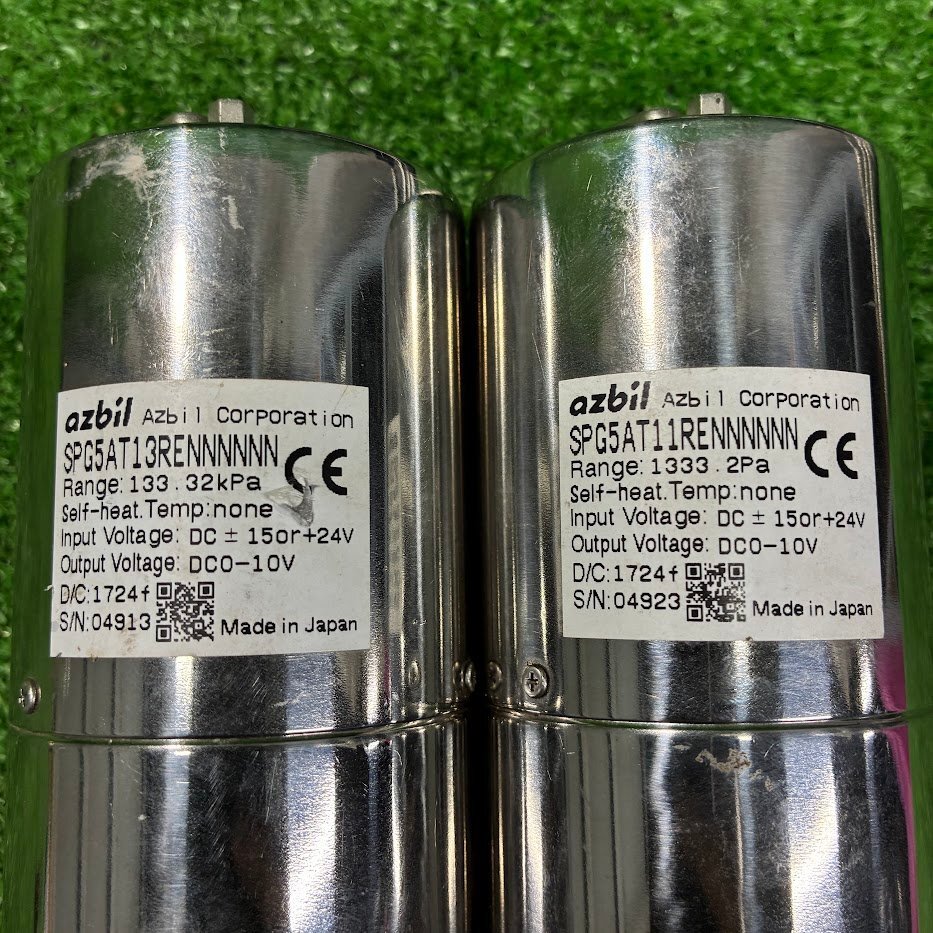 azbil Azbil Corporation
SPG5AT13RENNNNNN CE
Range: 133.32kPa
Self-heat.Temp:none
Input Voltage: DC ± 15or+24V
Output Voltage: DC0-10V
D/C:1724f
S/N:04913
Made in Japan
azbil Azbil Corporation
SPG5AT11RENNNNNN CE
Range: 1333.2Pa
Self-heat.Temp:none
Input Voltage: DC ± 15or+24V
Output Voltage: DC0-10V
D/C:1724f
S/N:04923
Made in Japan